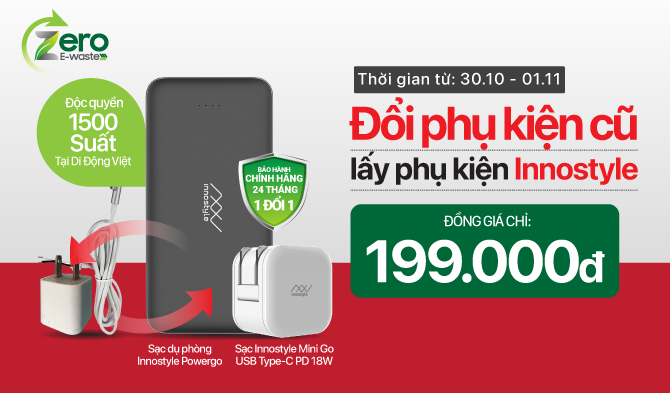 Zero
E-waste
Độc quyền
1500
Suất
Tại Di Động Việt
innostyle
BẢO HÀNH
CHÍNH HÃNG
24 THÁNG
1 ĐỔI 1
innostyle
Sạc dự phòng
Innostyle Powergo
Sạc Innostyle Mini Go
USB Type-C PD 18W
Thời gian từ: 30.10 - 01.11
Đổi phụ kiện cũ
lấy phụ kiện Innostyle
ĐỒNG GIÁ CHỈ:
199.000đ